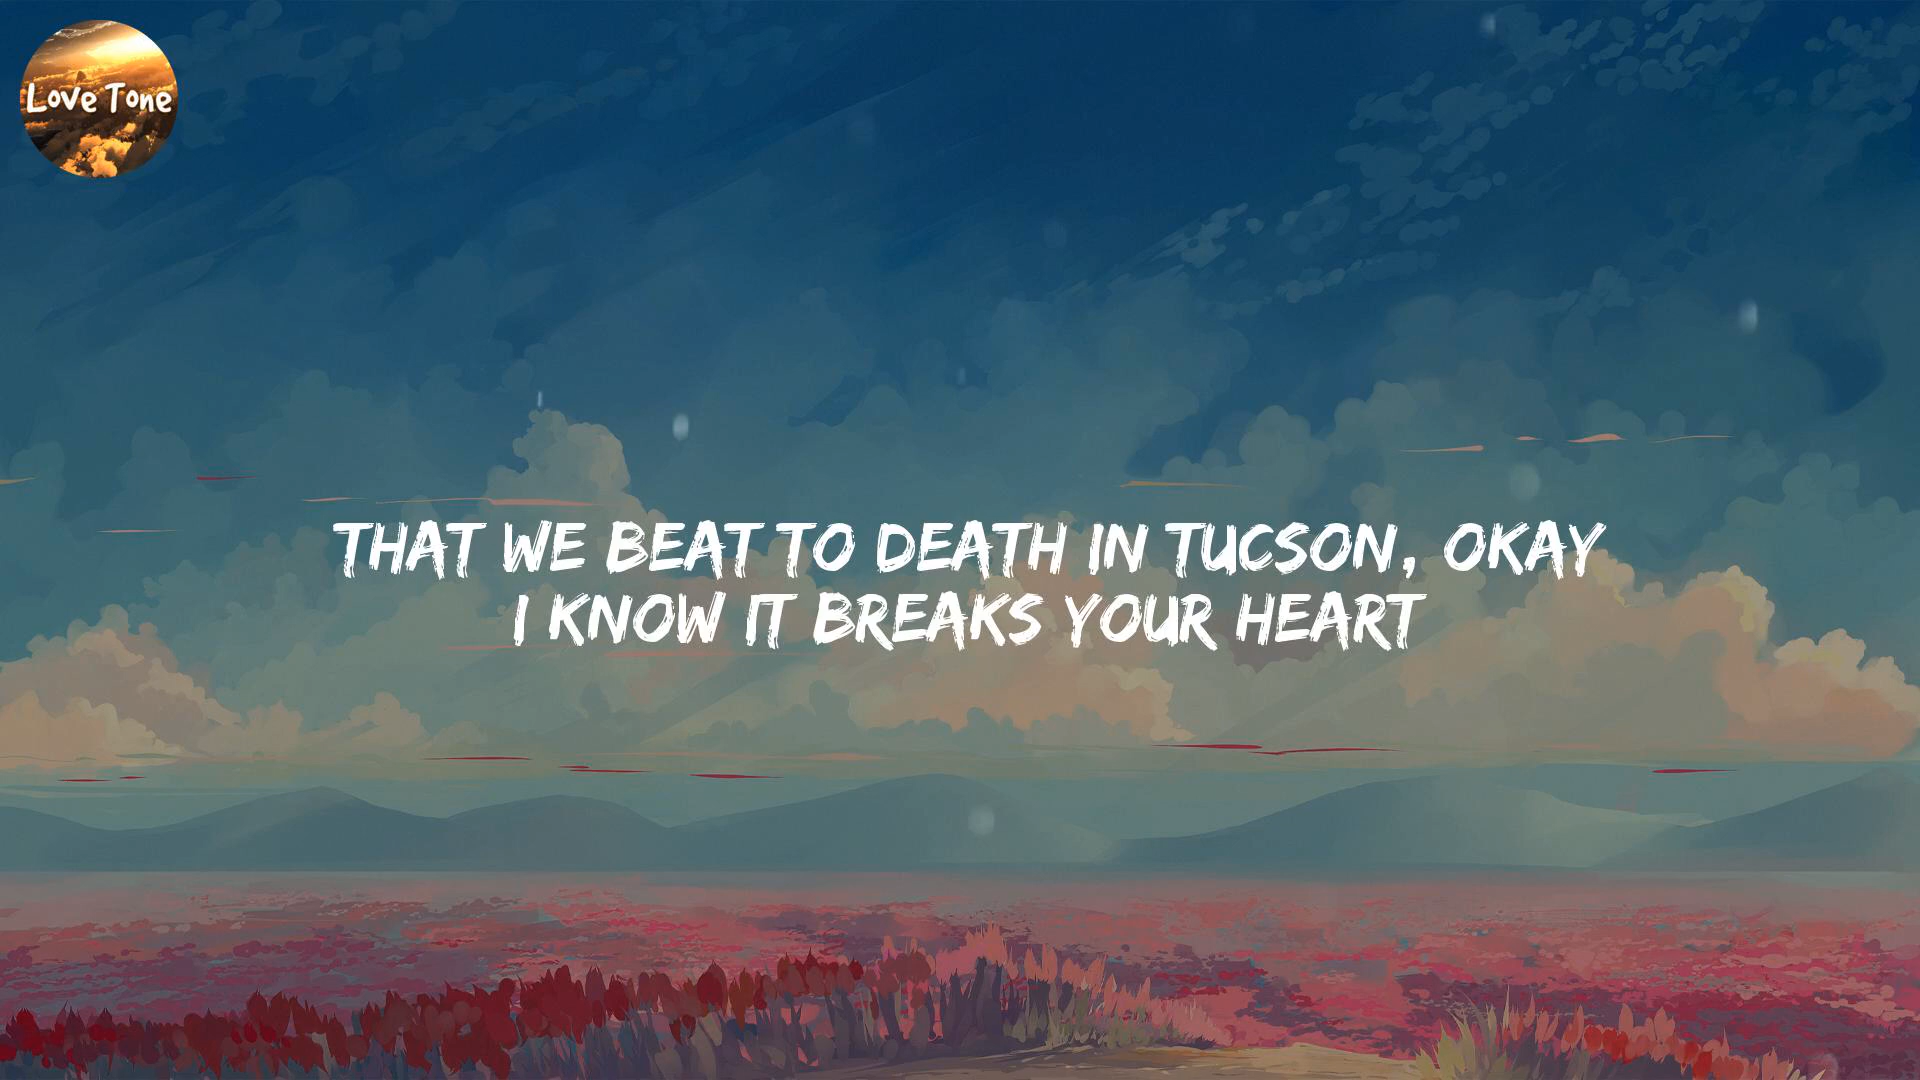 Love Tone
THAT WE BEAT TO DEATH IN TUCSON, OKAY
I KNOW IT BREAKS YOUR HEART